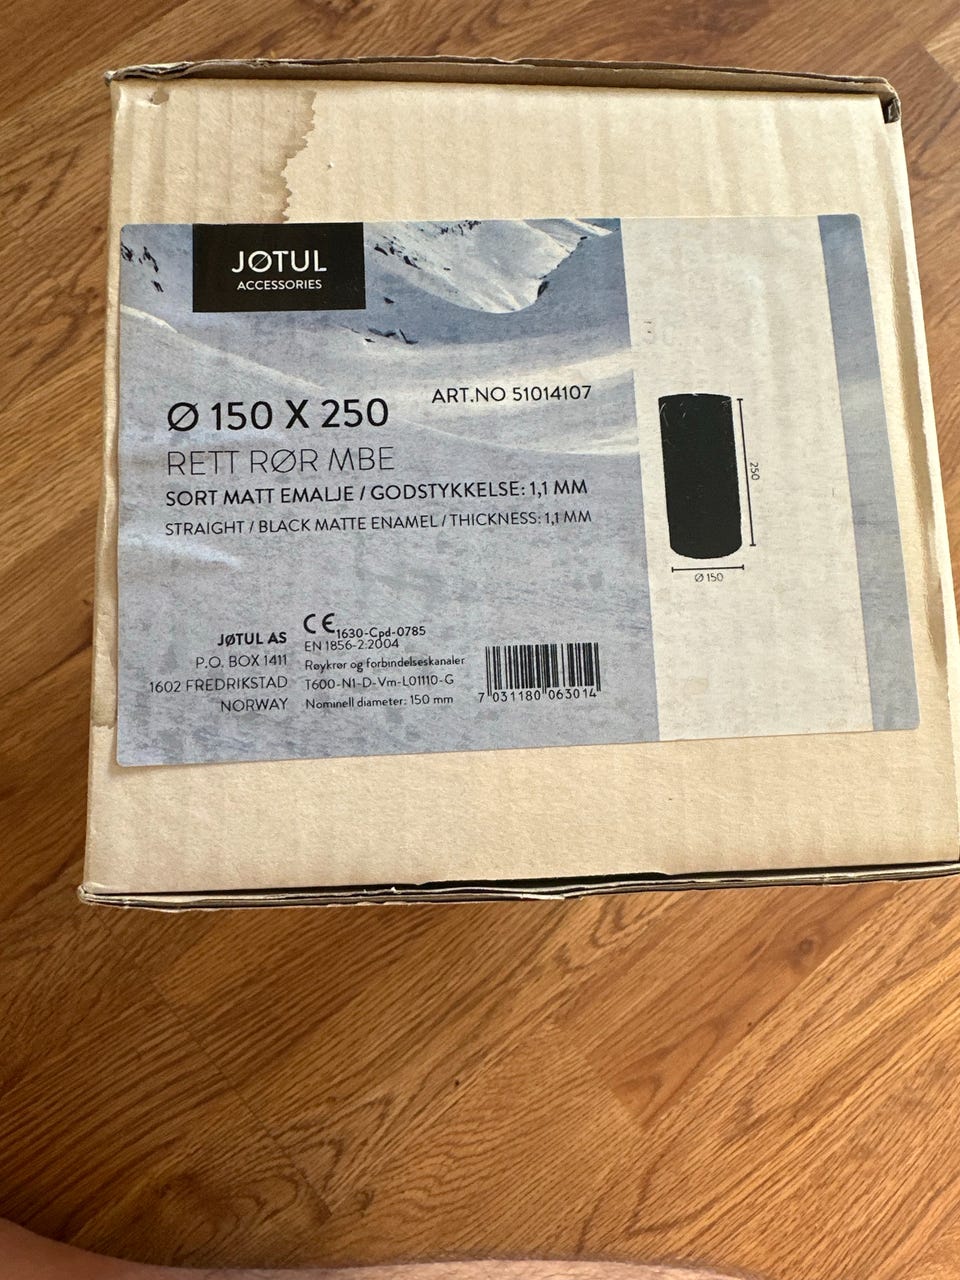 JØTUL
ACCESSORIES
Ø 150 X 250
ART.NO 51014107
RETT RØR MBE
SORT MATT EMALJE / GODSTYKKELSE: 1,1 MM
STRAIGHT / BLACK MATTE ENAMEL / THICKNESS: 1,1 MM
250
Ø 150
JØTUL AS
P.O. BOX 1411
1602 FREDRIKSTAD
NORWAY
CE 1630-Cpd-0785
EN 1856-2:2004
Røykrør og forbindelseskanaler
T600-N1-D-Vm-L01110-G
Nominell diameter: 150 mm
7 031180 063014